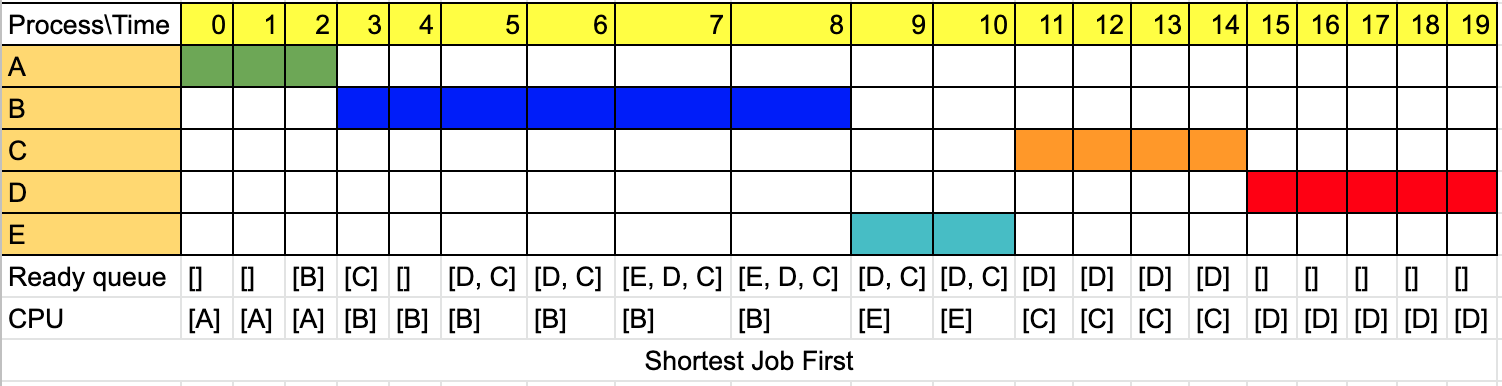 Process\Time 0 1 2 3 4 5 6 7 8 9 10 11 12 13 14 15 16 17 18 19
A
B
C
D
E
Ready queue [] [] [B] [C] [] [D, C] [D, C] [E, D, C] [E, D, C] [D, C] [D, C] [D] [D] [D] [D] [] [] [] [] []
CPU [A] [A] [A] [B] [B] [B] [B] [B] [B] [E] [E] [C] [C] [C] [C] [D] [D] [D] [D] [D]
Shortest Job First